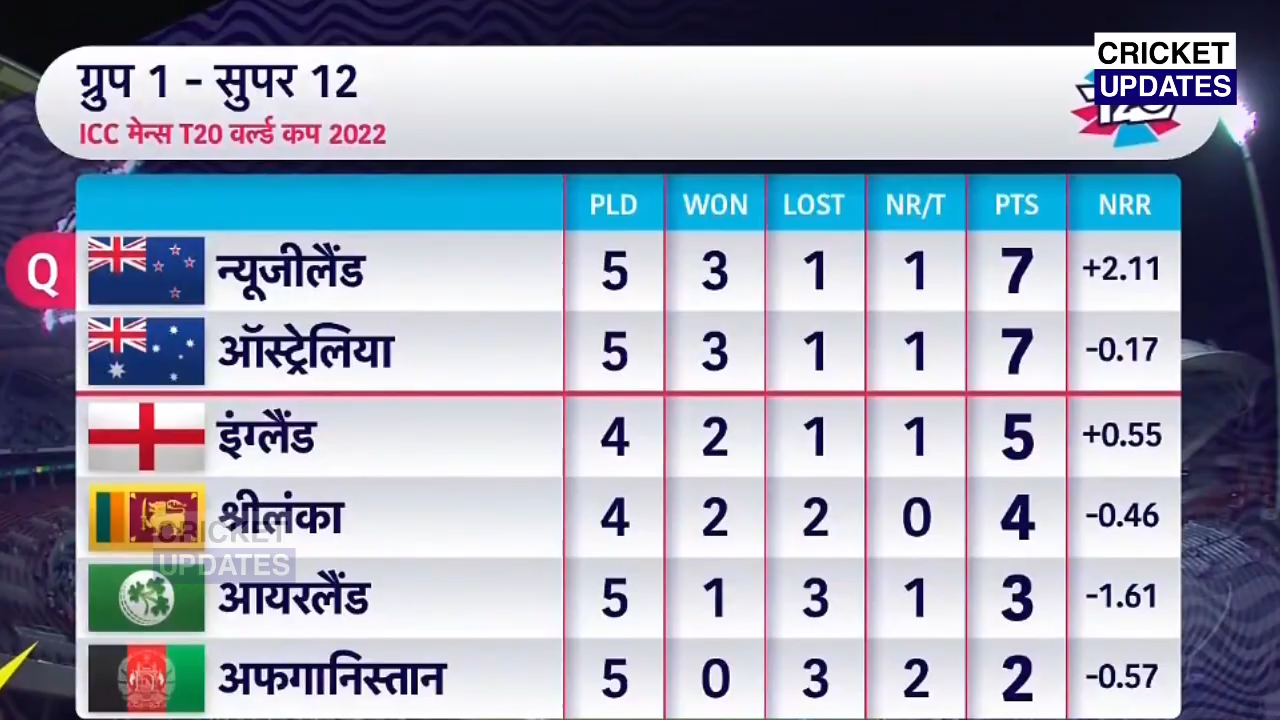 CRICKET
UPDATES
ग्रुप 1 - सुपर 12
ICC मेन्स T20 वर्ल्ड कप 2022
T20
PLD WON LOST NR/T PTS NRR
Q न्यूजीलैंड 5 3 1 1 7 +2.11
ऑस्ट्रेलिया 5 3 1 1 7 -0.17
इंग्लैंड 4 2 1 1 5 +0.55
श्रीलंका 4 2 2 0 4 -0.46
CRICKET
UPDATES
आयरलैंड 5 1 3 1 3 -1.61
अफगानिस्तान 5 0 3 2 2 -0.57